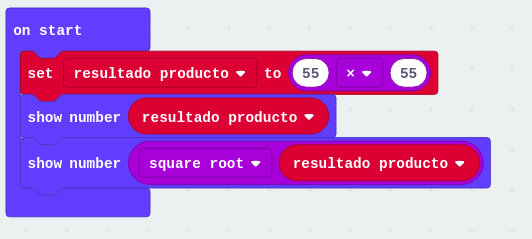 on start
set resultado producto to 55 × 55
show number resultado producto
show number square root resultado producto